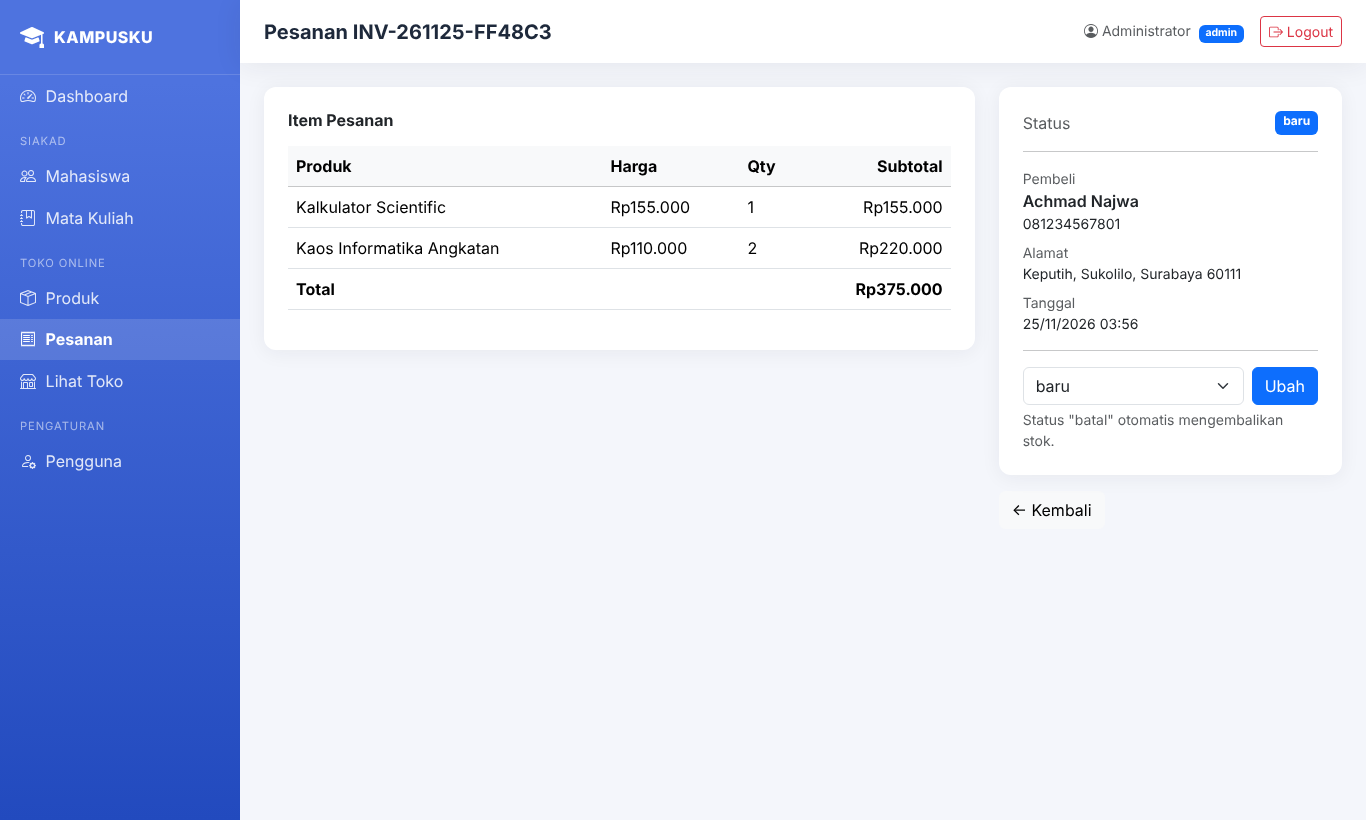 KAMPUSKU
Dashboard
SIAKAD
Mahasiswa
Mata Kuliah
TOKO ONLINE
Produk
Pesanan
Lihat Toko
PENGATURAN
Pengguna
Pesanan INV-261125-FF48C3
Administrator admin Logout
Item Pesanan
Produk Harga Qty Subtotal
Kalkulator Scientific Rp155.000 1 Rp155.000
Kaos Informatika Angkatan Rp110.000 2 Rp220.000
Total Rp375.000
Status baru
Pembeli
Achmad Najwa
081234567801
Alamat
Keputih, Sukolilo, Surabaya 60111
Tanggal
25/11/2026 03:56
baru Ubah
Status "batal" otomatis mengembalikan
stok.
← Kembali